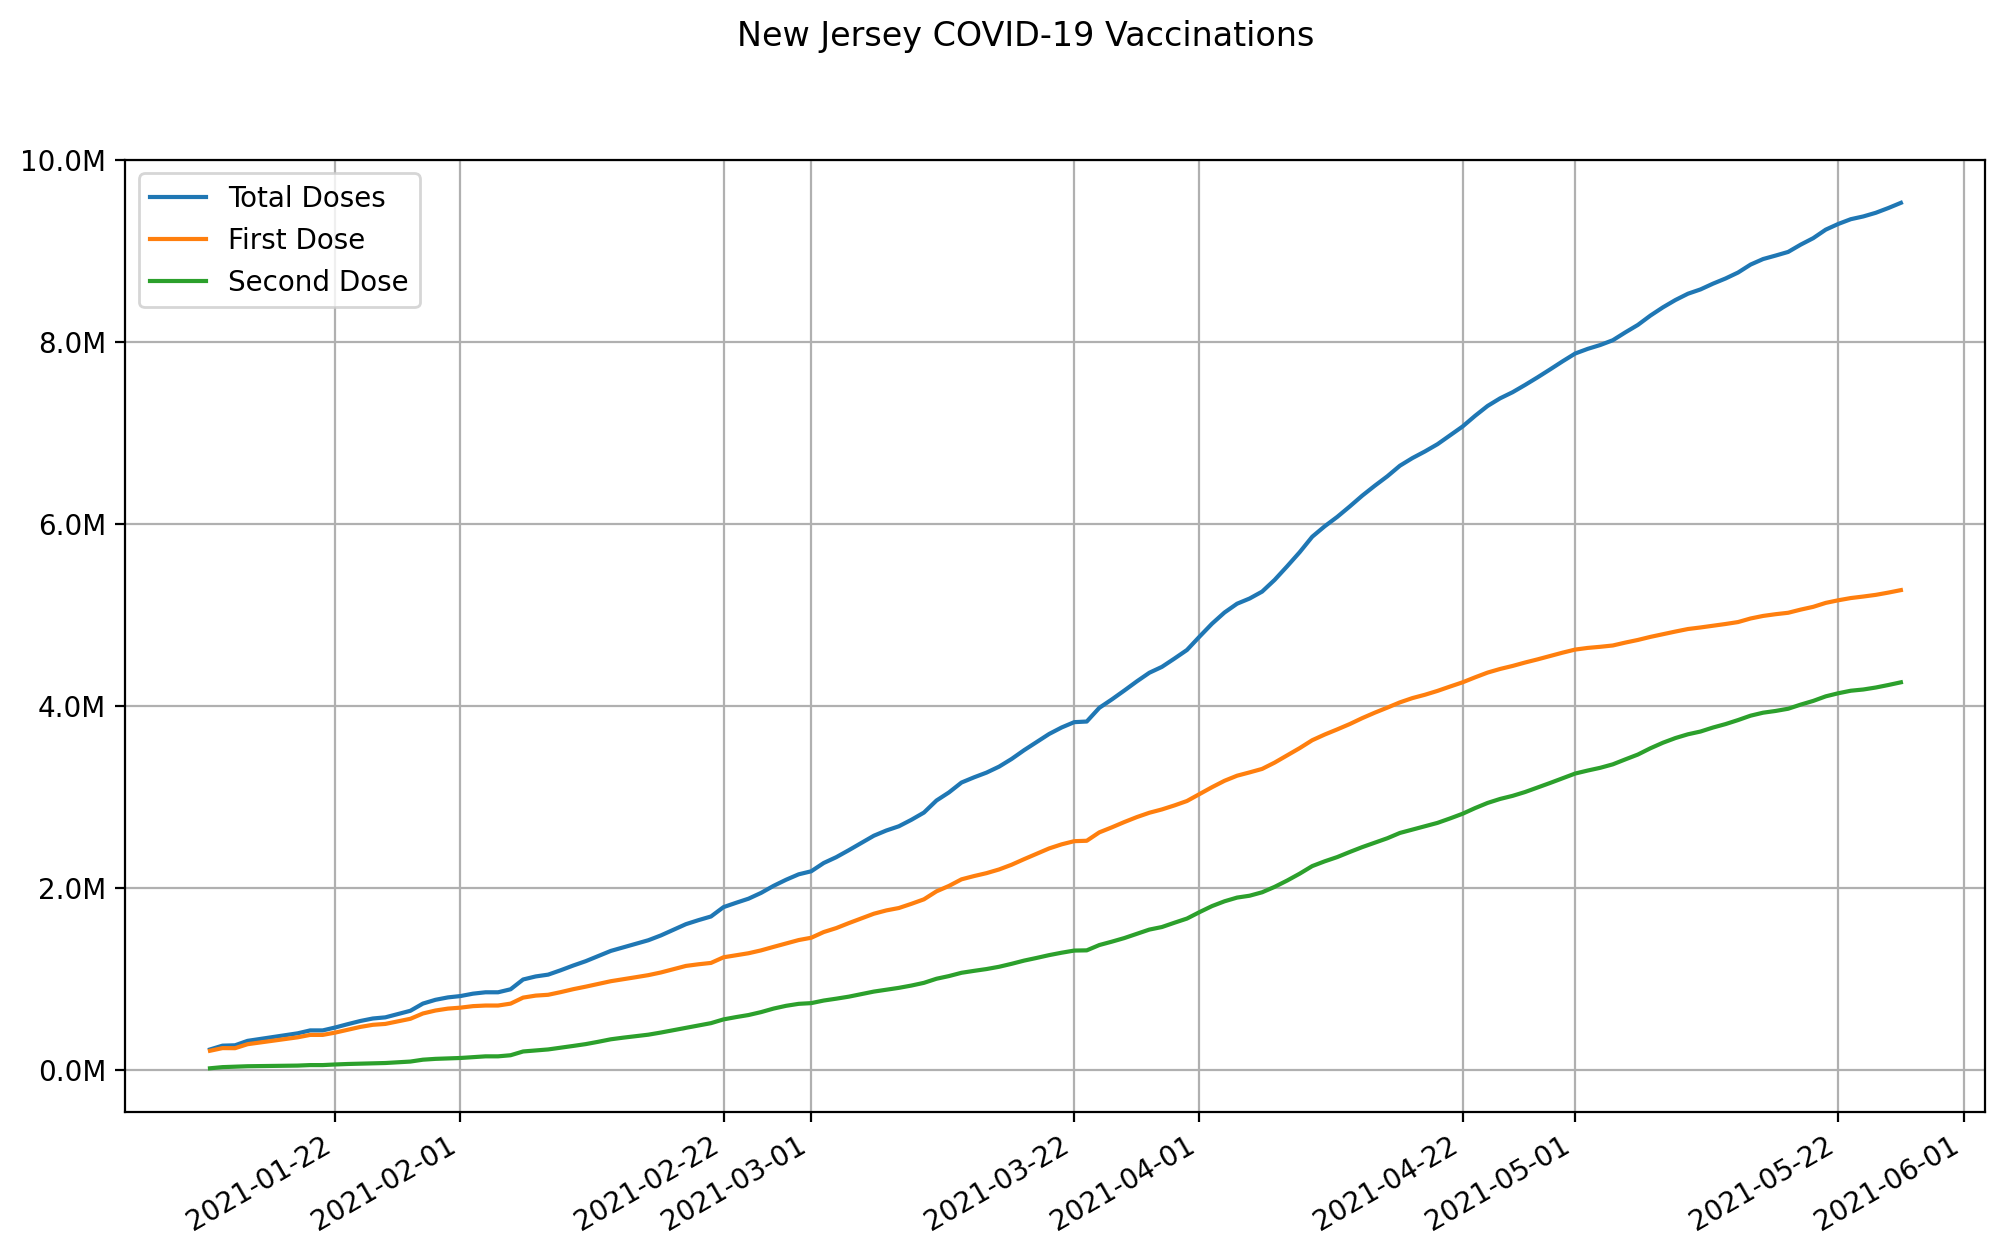 New Jersey COVID-19 Vaccinations
10.0M
8.0M
6.0M
4.0M
2.0M
0.0M
Total Doses
First Dose
Second Dose
2021-01-22
2021-02-01
2021-02-22
2021-03-01
2021-03-22
2021-04-01
2021-04-22
2021-05-01
2021-05-22
2021-06-01